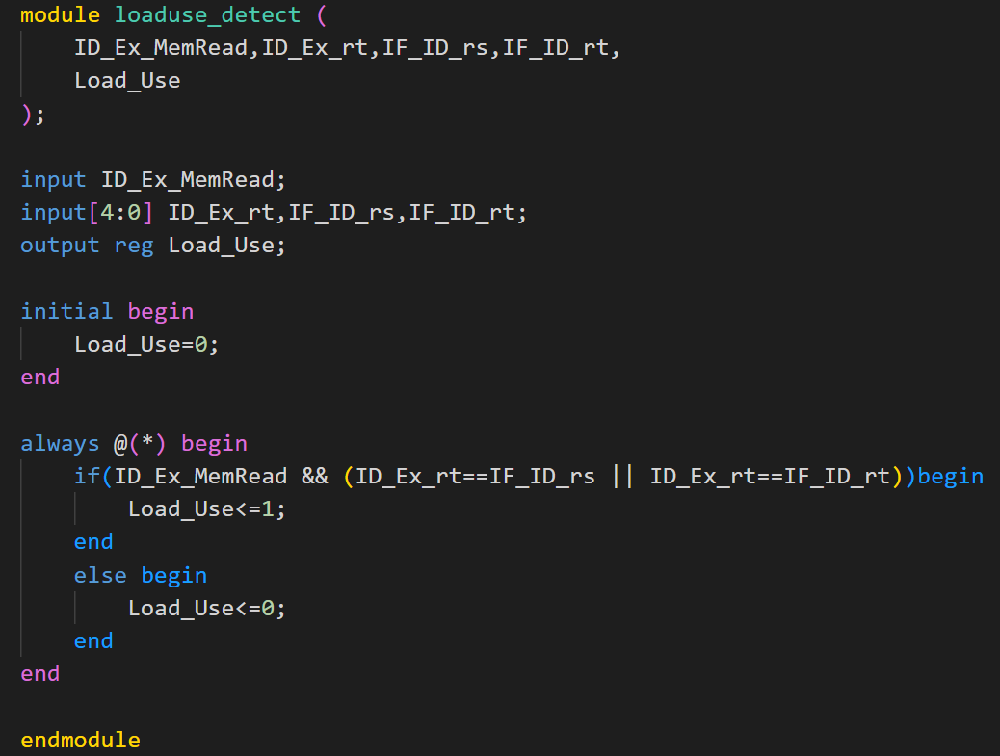 module loaduse_detect (
    ID_Ex_MemRead,ID_Ex_rt,IF_ID_rs,IF_ID_rt,
    Load_Use
);

input ID_Ex_MemRead;
input[4:0] ID_Ex_rt,IF_ID_rs,IF_ID_rt;
output reg Load_Use;

initial begin
    Load_Use=0;
end

always @(*) begin
    if(ID_Ex_MemRead && (ID_Ex_rt==IF_ID_rs || ID_Ex_rt==IF_ID_rt))begin
        Load_Use<=1;
    end
    else begin
        Load_Use<=0;
    end
end

endmodule